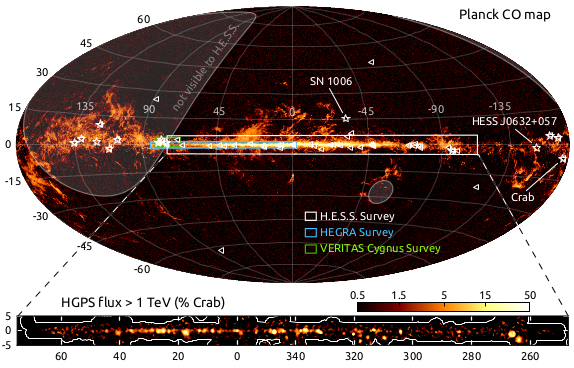 Planck CO map
60
45
30
15
0
-15
-30
-45
-60
not visible to H.E.S.S.
135
90
45
0
-45
-90
-135
SN 1006
HESS J0632+057
Crab
H.E.S.S. Survey
HEGRA Survey
VERITAS Cygnus Survey
HGPS flux > 1 TeV (% Crab)
0.5 1.5 5 15 50
5
0
-5
60 40 20 0 340 320 300 280 260